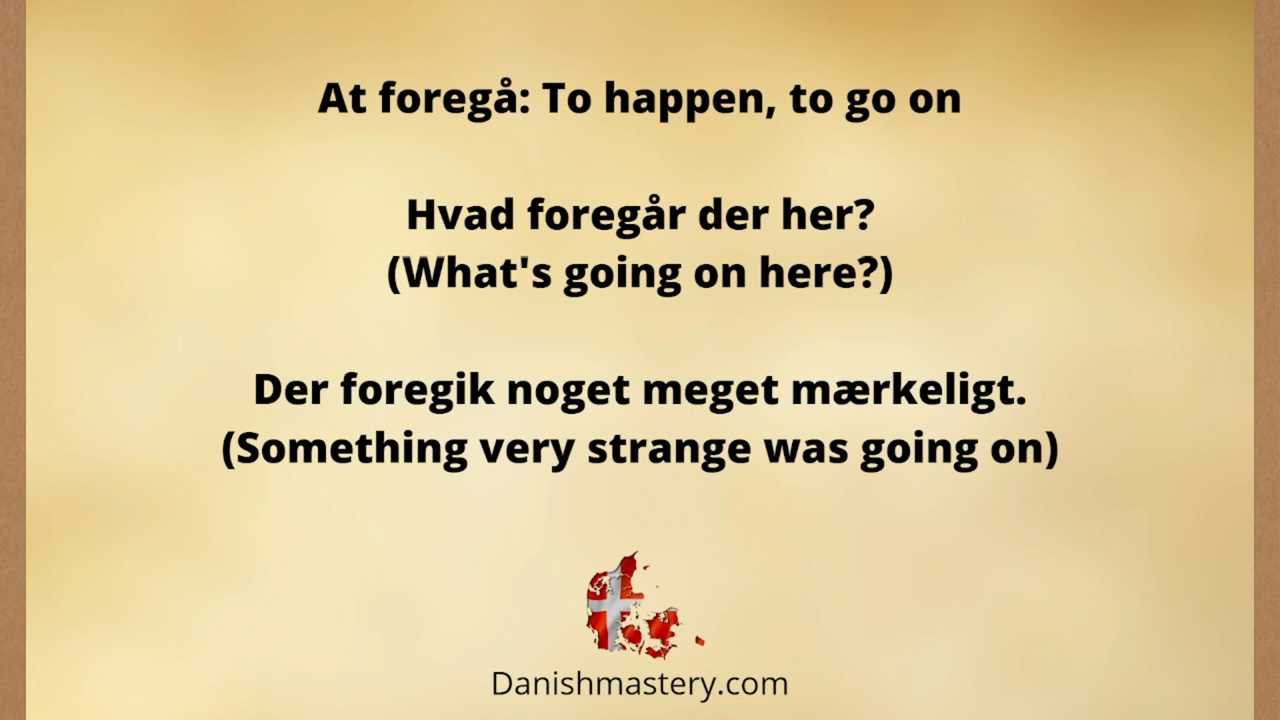 At foregå: To happen, to go on
Hvad foregår der her?
(What's going on here?)
Der foregik noget meget mærkeligt.
(Something very strange was going on)
Danishmastery.com